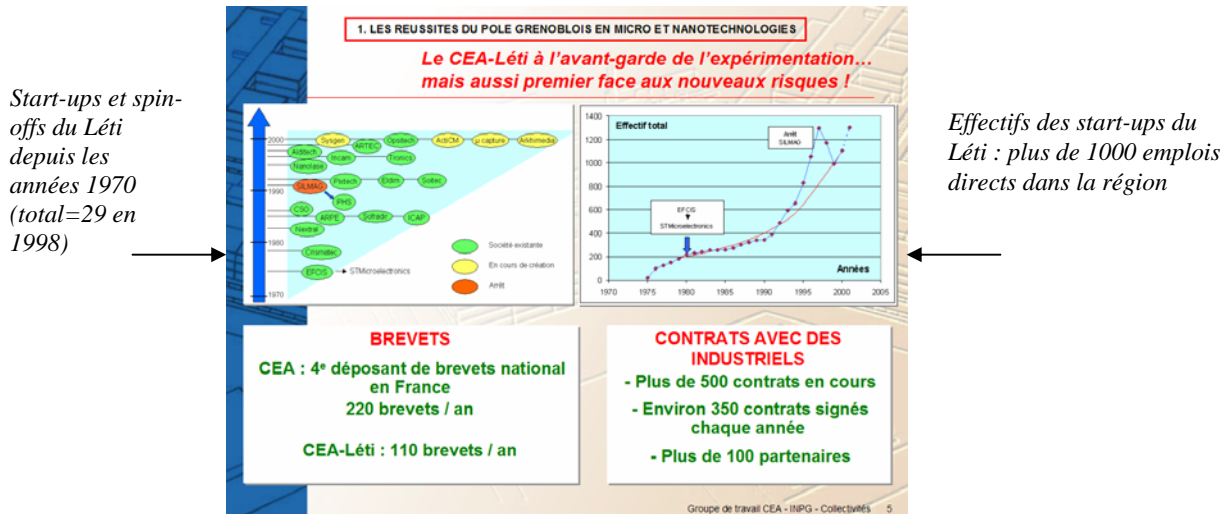 1. LES REUSSITES DU POLE GRENOBLOIS EN MICRO ET NANOTECHNOLOGIES
Le CEA-Léti à l'avant-garde de l'expérimentation…
mais aussi premier face aux nouveaux risques !
Start-ups et spin-
offs du Léti
depuis les
années 1970
(total=29 en
1998)
2000
1990
1980
1970
Sysgen
ARTEC
Opsitech
ActiCM
µ capture
Arkhimedia
Alditech
Incam
Tronics
Nanolase
SILMAG
Pixtech
Eldim
Soitec
PHS
CSO
ARPE
Sofradir
ICAP
Nextral
Crismatec
EFCIS
STMicroelectronics
Société existante
En cours de création
Arrêt
Effectif total
1400
1200
1000
800
600
400
200
0
Arrêt
SILMAG
EFCIS
STMicroelectronics
Années
1970 1975 1980 1985 1990 1995 2000 2005
Effectifs des start-ups du
Léti : plus de 1000 emplois
directs dans la région
BREVETS
CEA : 4e déposant de brevets national
en France
220 brevets / an
CEA-Léti : 110 brevets / an
CONTRATS AVEC DES
INDUSTRIELS
- Plus de 500 contrats en cours
- Environ 350 contrats signés
chaque année
- Plus de 100 partenaires
Groupe de travail CEA - INPG - Collectivités 5